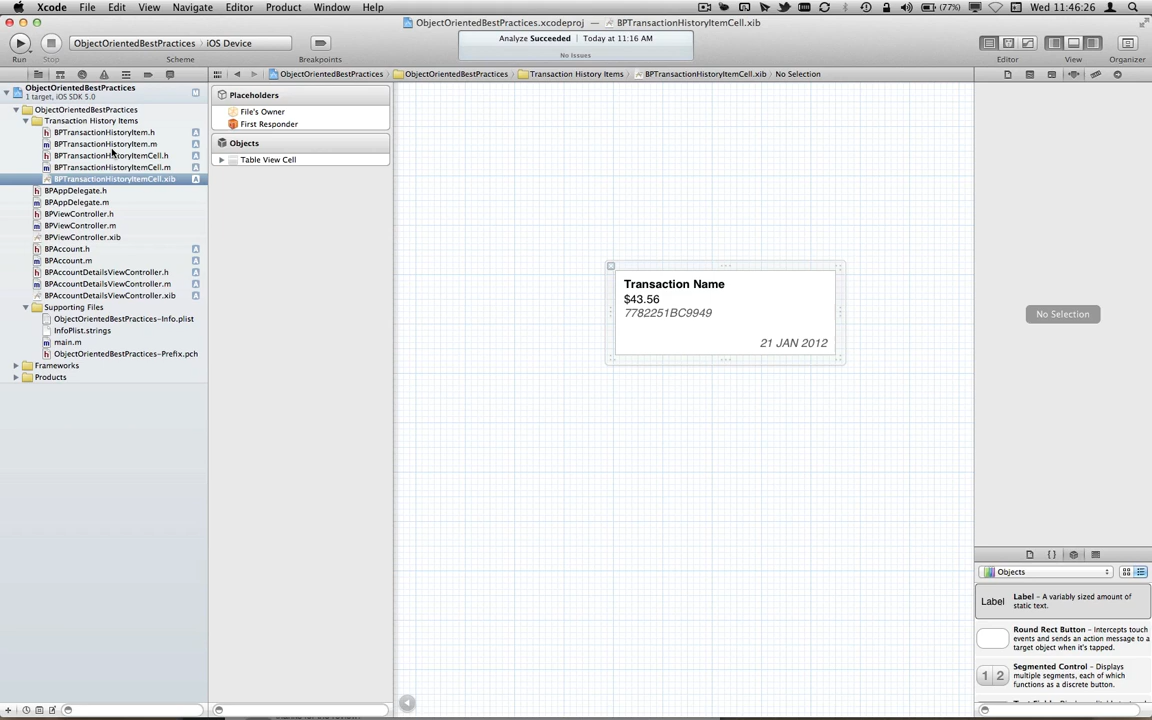 Xcode File Edit View Navigate Editor Product Window Help (77%) Wed 11:46:26
ObjectOrientedBestPractices.xcodeproj — BPTransactionHistoryItemCell.xib
ObjectOrientedBestPractices › iOS Device
Analyze Succeeded | Today at 11:16 AM
No Issues
Run Stop Scheme Breakpoints Editor View Organizer
ObjectOrientedBestPractices › ObjectOrientedBestPractices › Transaction History Items › BPTransactionHistoryItemCell.xib › No Selection
ObjectOrientedBestPractices M
1 target, iOS SDK 5.0
ObjectOrientedBestPractices
Transaction History Items
BPTransactionHistoryItem.h A
BPTransactionHistoryItem.m A
BPTransactionHistoryItemCell.h A
BPTransactionHistoryItemCell.m A
BPTransactionHistoryItemCell.xib A
BPAppDelegate.h
BPAppDelegate.m
BPViewController.h
BPViewController.m
BPViewController.xib
BPAccount.h A
BPAccount.m A
BPAccountDetailsViewController.h A
BPAccountDetailsViewController.m A
BPAccountDetailsViewController.xib A
Supporting Files
ObjectOrientedBestPractices-Info.plist
InfoPlist.strings
main.m
ObjectOrientedBestPractices-Prefix.pch
Frameworks
Products
Placeholders
File's Owner
First Responder
Objects
Table View Cell
Transaction Name
$43.56
7782251BC9949
21 JAN 2012
No Selection
Objects
Label
Label - A variably sized amount of
static text.
Round Rect Button - Intercepts touch
events and sends an action message to a
target object when it's tapped.
1 2
Segmented Control - Displays
multiple segments, each of which
functions as a discrete button.